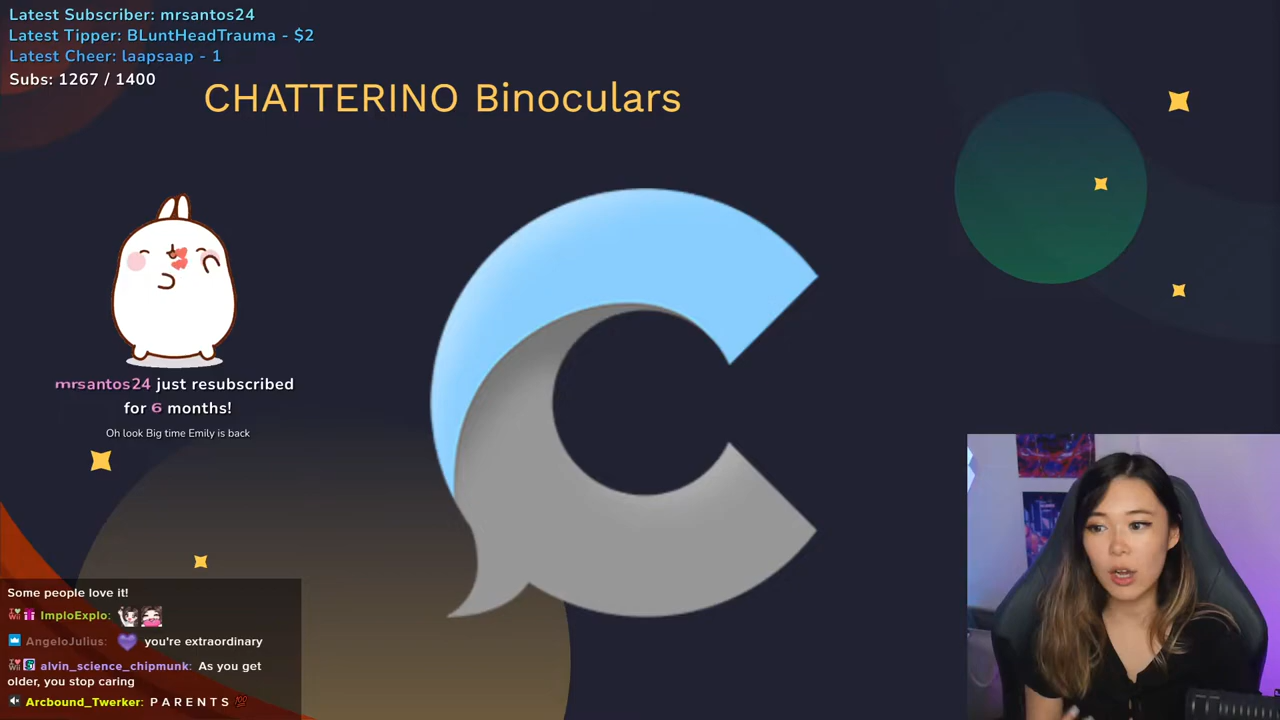 Latest Subscriber: mrsantos24
Latest Tipper: BLuntHeadTrauma - $2
Latest Cheer: laapsaap - 1
Subs: 1267 / 1400
CHATTERINO Binoculars
mrsantos24 just resubscribed
for 6 months!
Oh look Big time Emily is back
Some people love it!
ImploExplo:
AngeloJulius: you're extraordinary
alvin_science_chipmunk: As you get
older, you stop caring
Arcbound_Twerker: P A R E N T S 💯